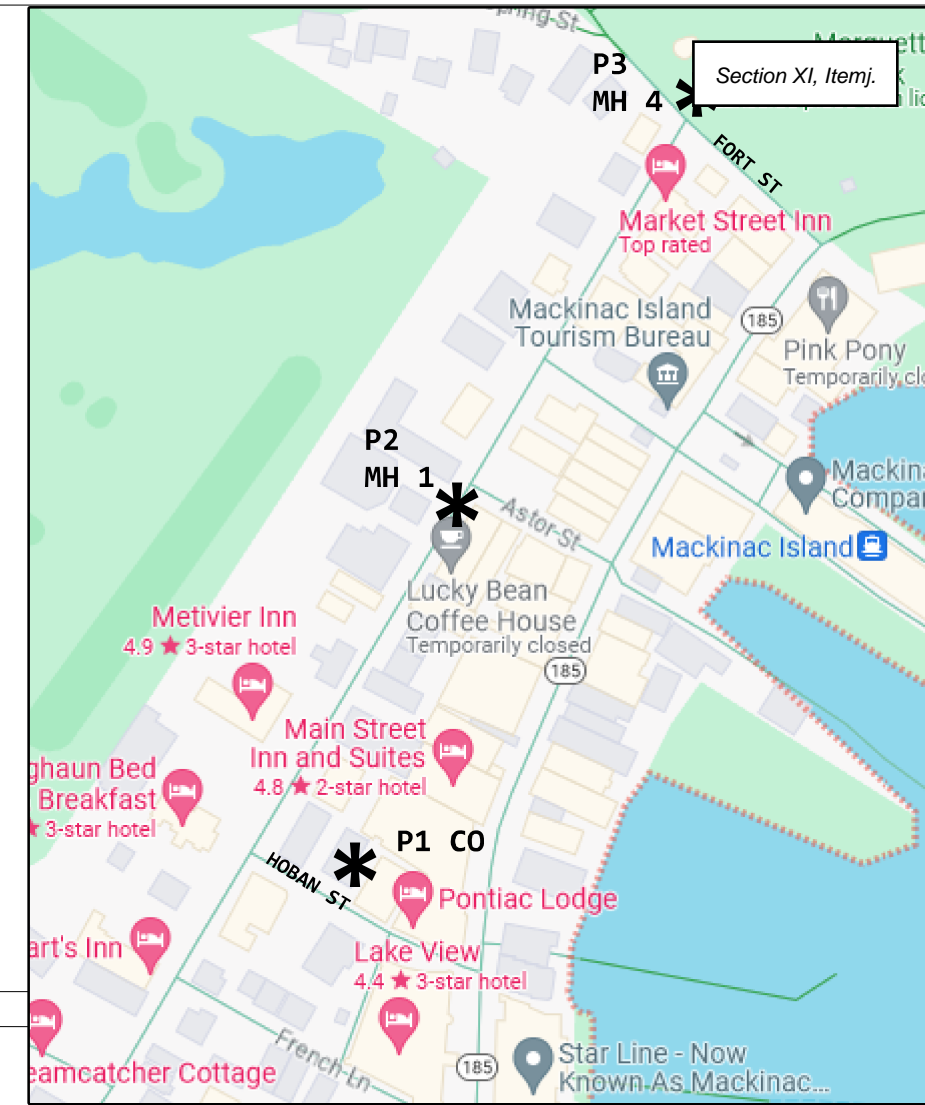 P3
MH 4
Section XI, Itemj.
FORT ST
Market Street Inn
Top rated
Mackinac Island
Tourism Bureau
185
Pink Pony
P2
MH 1
Astor St
Mackinac Island
Lucky Bean
Coffee House
Temporarily closed
Metivier Inn
4.9 ★ 3-star hotel
185
Main Street
Inn and Suites
4.8 ★ 2-star hotel
Bed
Breakfast
★ 3-star hotel
P1 CO
HOBAN ST
Pontiac Lodge
Inn
Lake View
4.4 ★ 3-star hotel
French Ln
Cottage
185
Star Line - Now
Known As Mackinac...